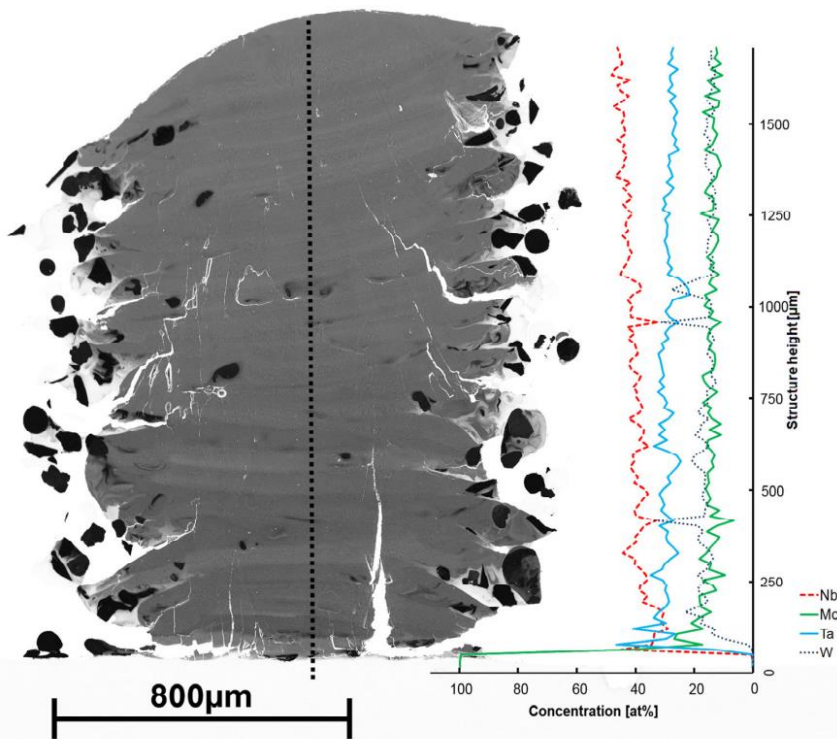 1500
1250
1000
750
500
250
0
Structure height [µm]
Nb
Mo
Ta
W
100 80 60 40 20 0
Concentration [at%]
800µm